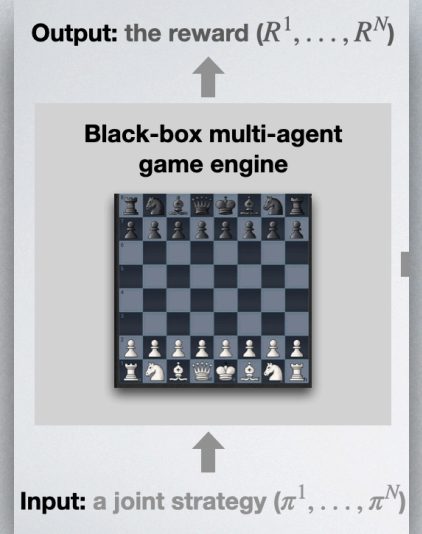 Output: the reward (R¹, . . . , Rᴺ)
Black-box multi-agent
game engine
Input: a joint strategy (π¹, . . . , πᴺ)